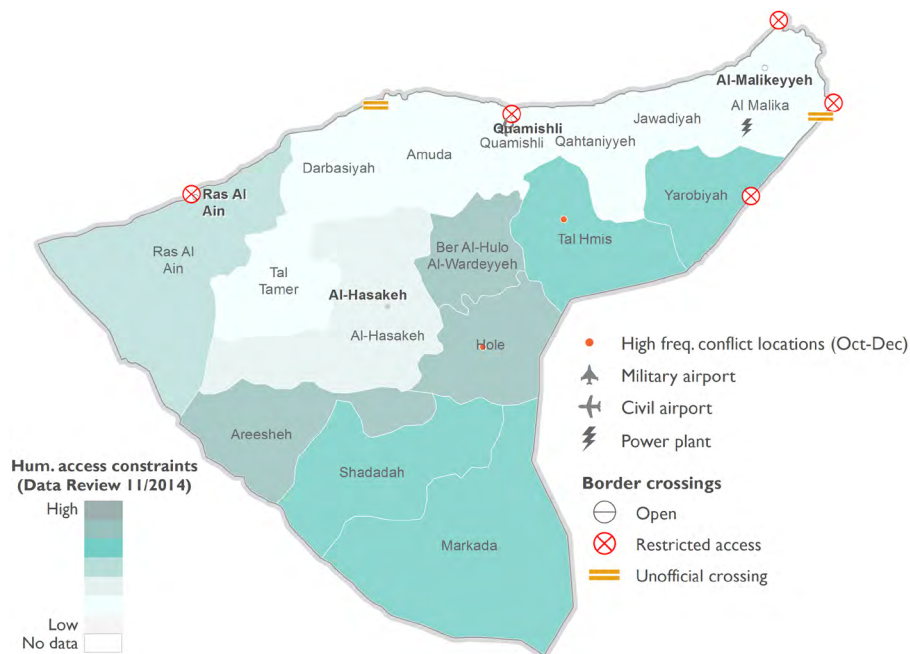 Al-Malikeyyeh
Al Malika
Jawadiyah
Quamishli
Quamishli
Qahtaniyyeh
Amuda
Darbasiyah
Yarobiyah
Ras Al
Ain
Ras Al
Ain
Tal Hmis
Ber Al-Hulo
Al-Wardeyyeh
Tal
Tamer
Al-Hasakeh
Al-Hasakeh
Hole
Areesheh
Shadadah
Markada
High freq. conflict locations (Oct-Dec)
Military airport
Civil airport
Power plant
Border crossings
Open
Restricted access
Unofficial crossing
Hum. access constraints
(Data Review 11/2014)
High
Low
No data